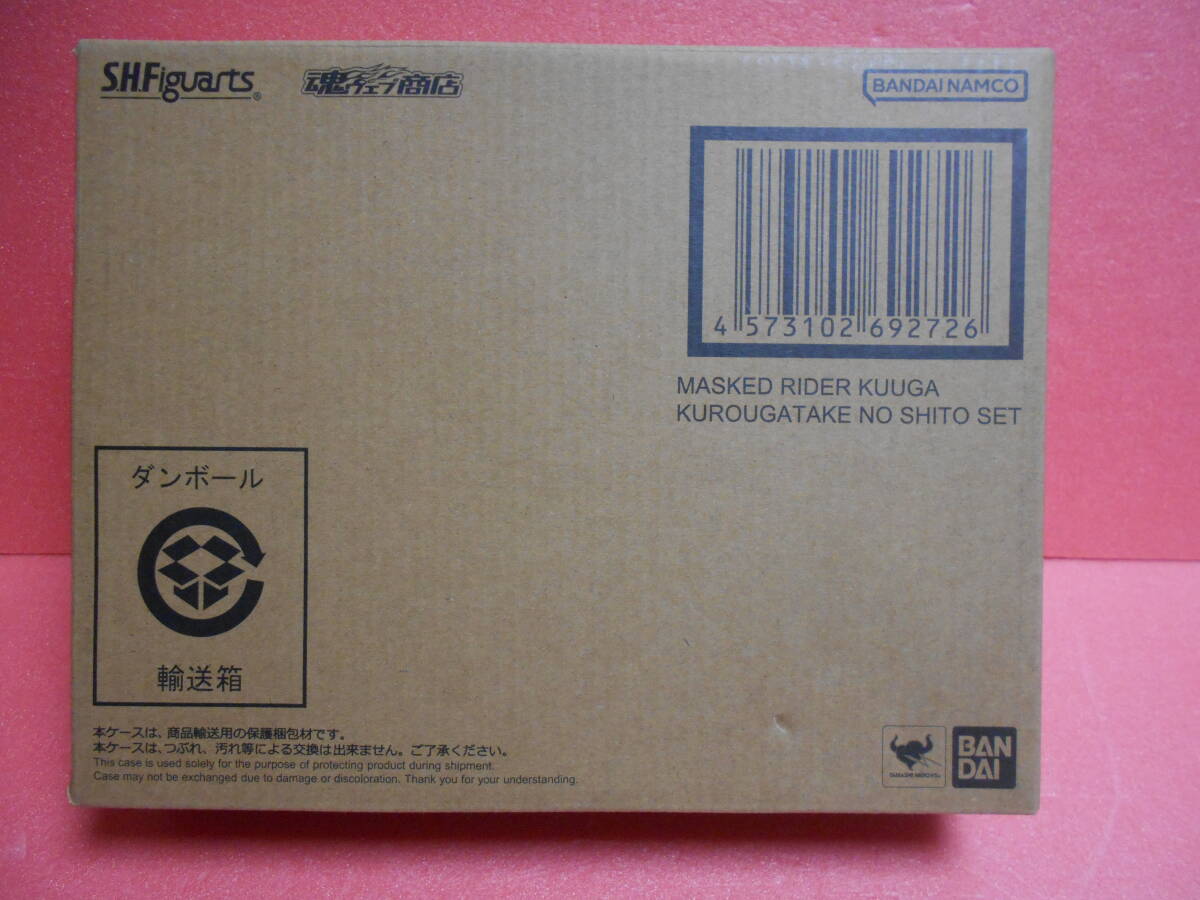 S.H.Figuarts®
魂ウェブ商店
BANDAI NAMCO
4 573102 692726
MASKED RIDER KUUGA
KUROUGATAKE NO SHITO SET
ダンボール
輸送箱
本ケースは、商品輸送用の保護梱包材です。
本ケースは、つぶれ、汚れ等による交換は出来ません。ご了承ください。
This case is used solely for the purpose of protecting product during shipment.
Case may not be exchanged due to damage or discoloration. Thank you for your understanding.
TAMASHII NATIONS
BAN
DAI